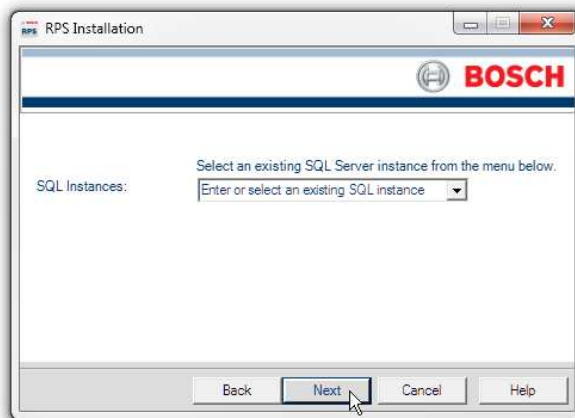 RPS RPS Installation
BOSCH
Select an existing SQL Server instance from the menu below.
SQL Instances:
Enter or select an existing SQL instance
Back Next Cancel Help